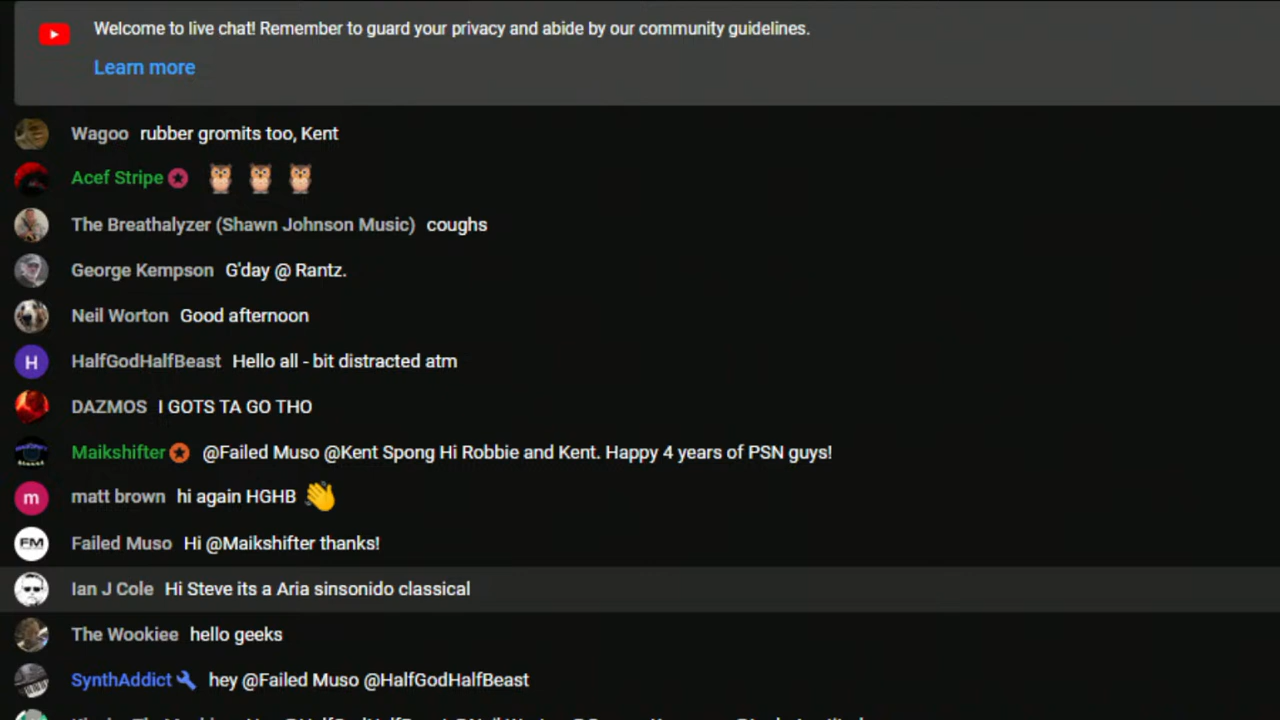 Welcome to live chat! Remember to guard your privacy and abide by our community guidelines.
Learn more
Wagoo rubber gromits too, Kent
Acef Stripe 🦉 🦉 🦉
The Breathalyzer (Shawn Johnson Music) coughs
George Kempson G'day @ Rantz.
Neil Worton Good afternoon
H HalfGodHalfBeast Hello all - bit distracted atm
DAZMOS I GOTS TA GO THO
Maikshifter @Failed Muso @Kent Spong Hi Robbie and Kent. Happy 4 years of PSN guys!
m matt brown hi again HGHB 👋
FM Failed Muso Hi @Maikshifter thanks!
Ian J Cole Hi Steve its a Aria sinsonido classical
The Wookiee hello geeks
SynthAddict hey @Failed Muso @HalfGodHalfBeast